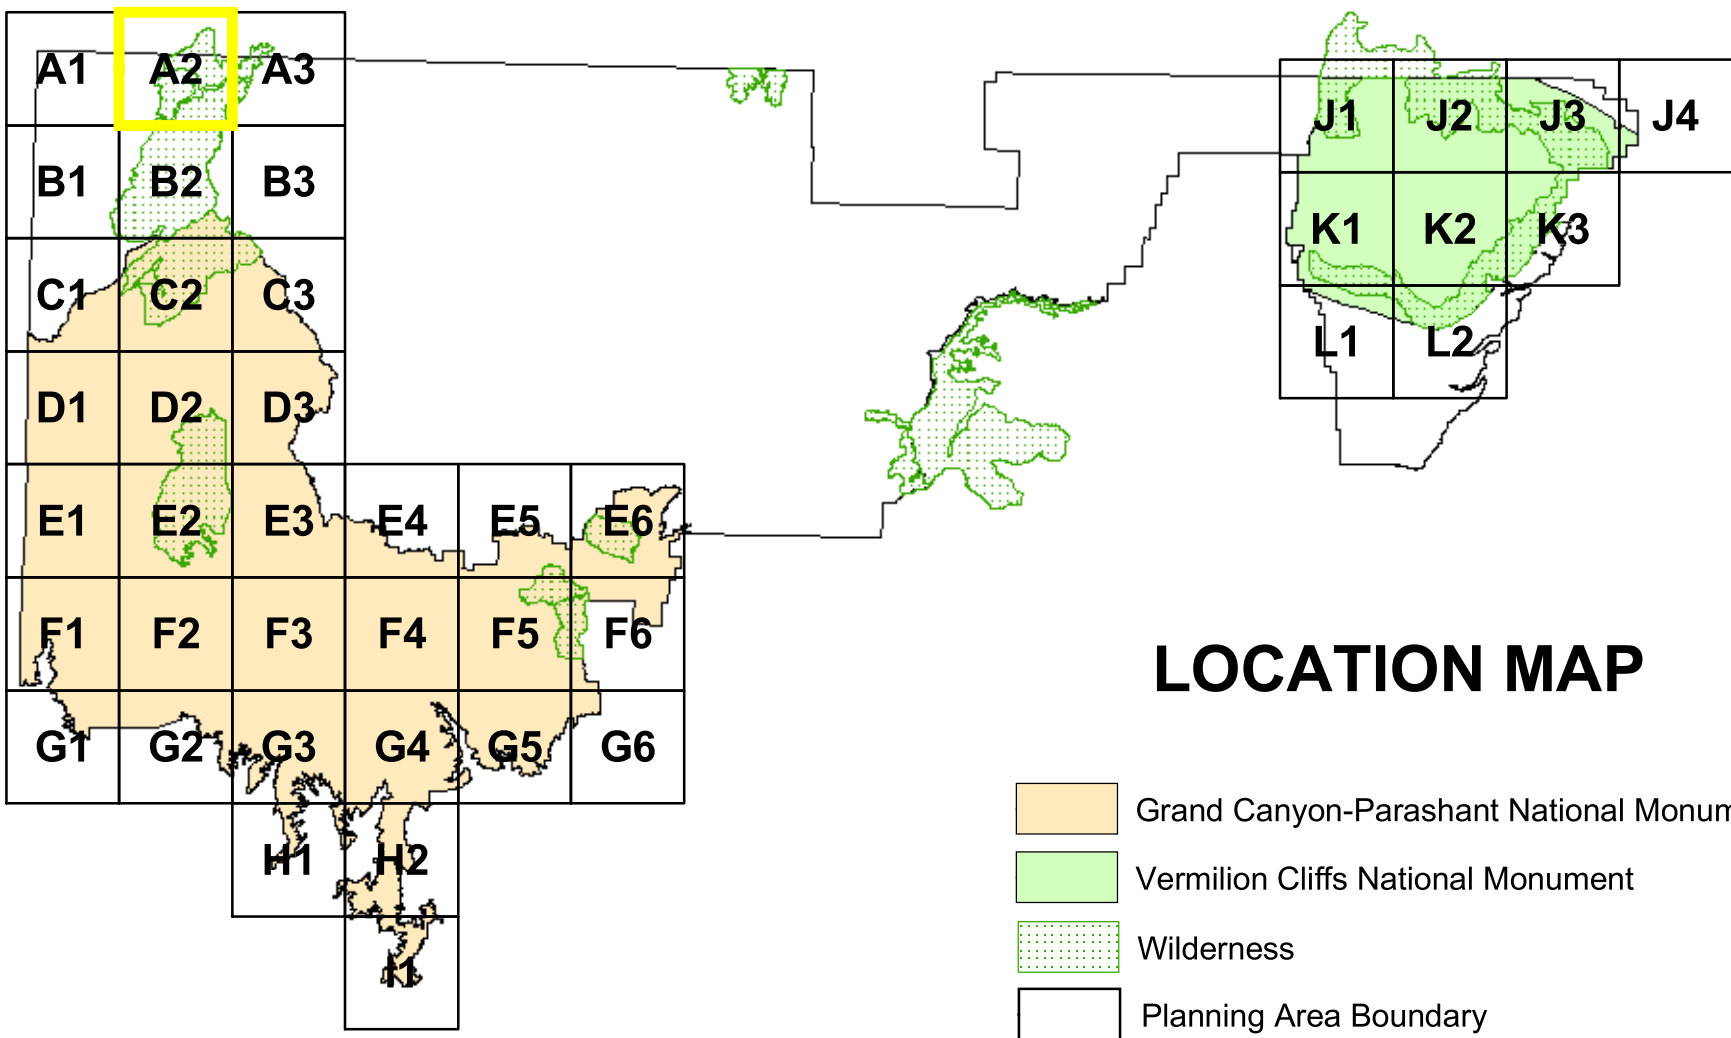 A1 A2 A3
J1 J2 J3 J4
B1 B2 B3
K1 K2 K3
C1 C2 C3
L1 L2
D1 D2 D3
E1 E2 E3 E4 E5 E6
F1 F2 F3 F4 F5 F6
LOCATION MAP
G1 G2 G3 G4 G5 G6
Grand Canyon-Parashant National Monum
H1 H2
Vermilion Cliffs National Monument
Wilderness
I1
Planning Area Boundary